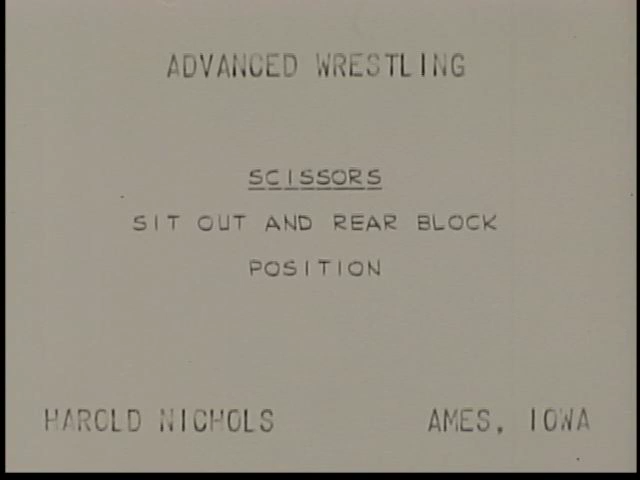 ADVANCED WRESTLING
SCISSORS
SIT OUT AND REAR BLOCK
POSITION
HAROLD NICHOLS
AMES, IOWA